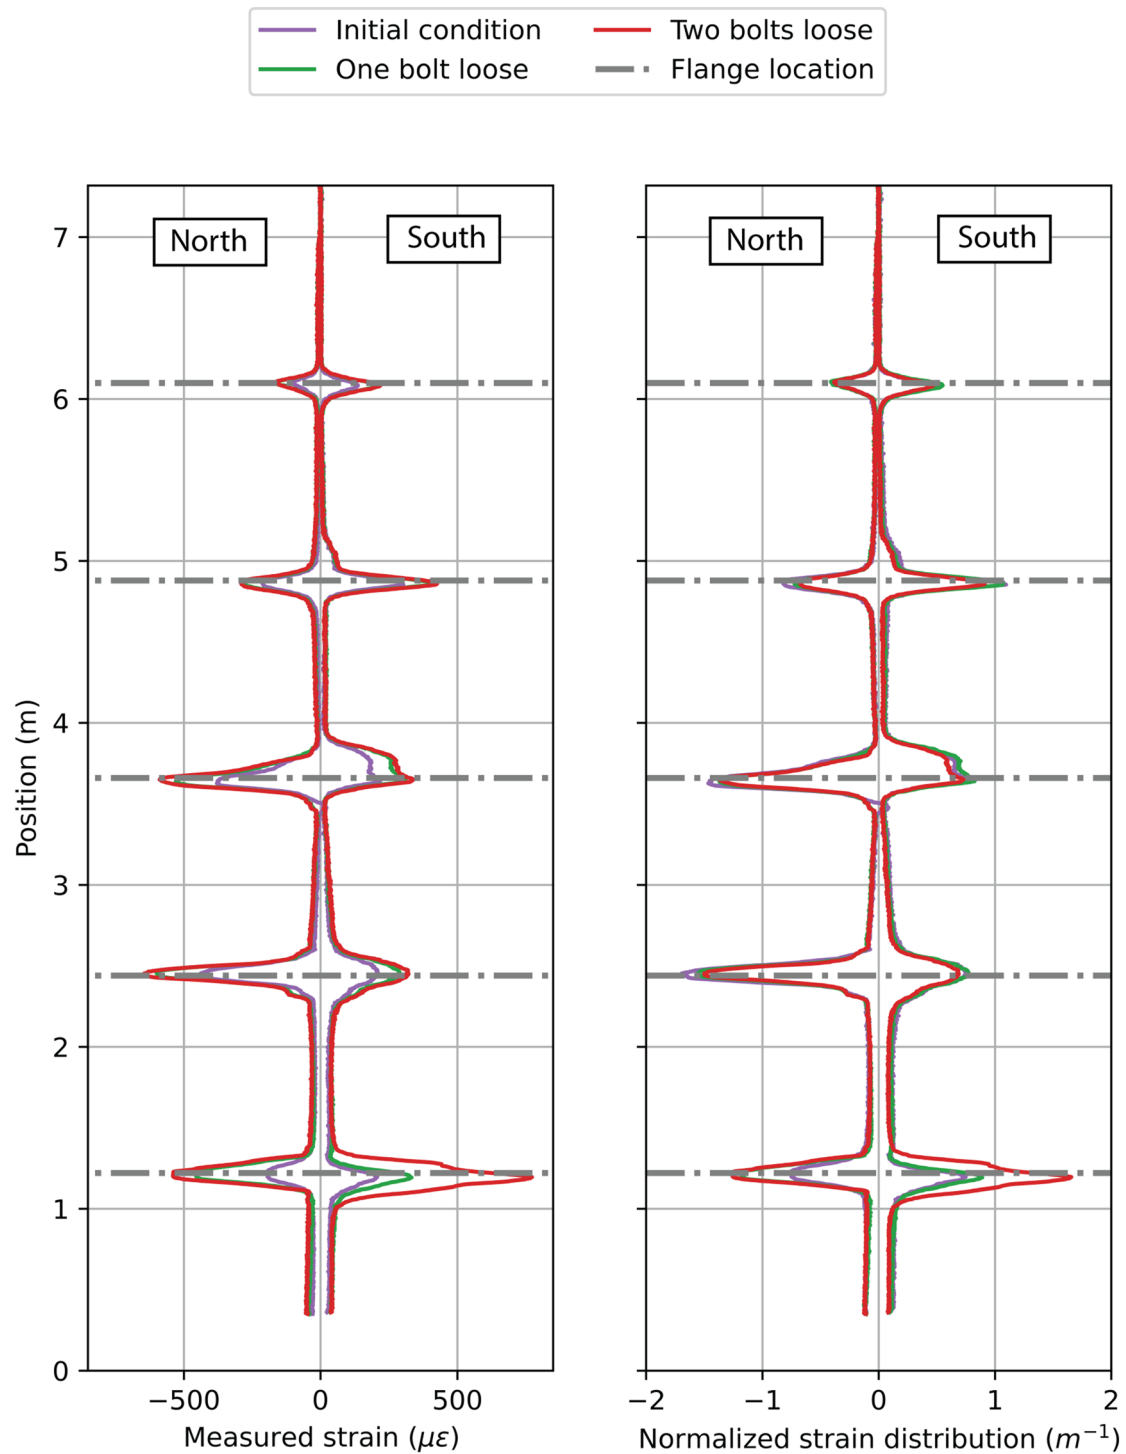 Initial condition
One bolt loose
Two bolts loose
Flange location
North
South
North
South
Position (m)
7
6
5
4
3
2
1
0
−500
0
500
Measured strain (με)
−2
−1
0
1
2
Normalized strain distribution (m⁻¹)